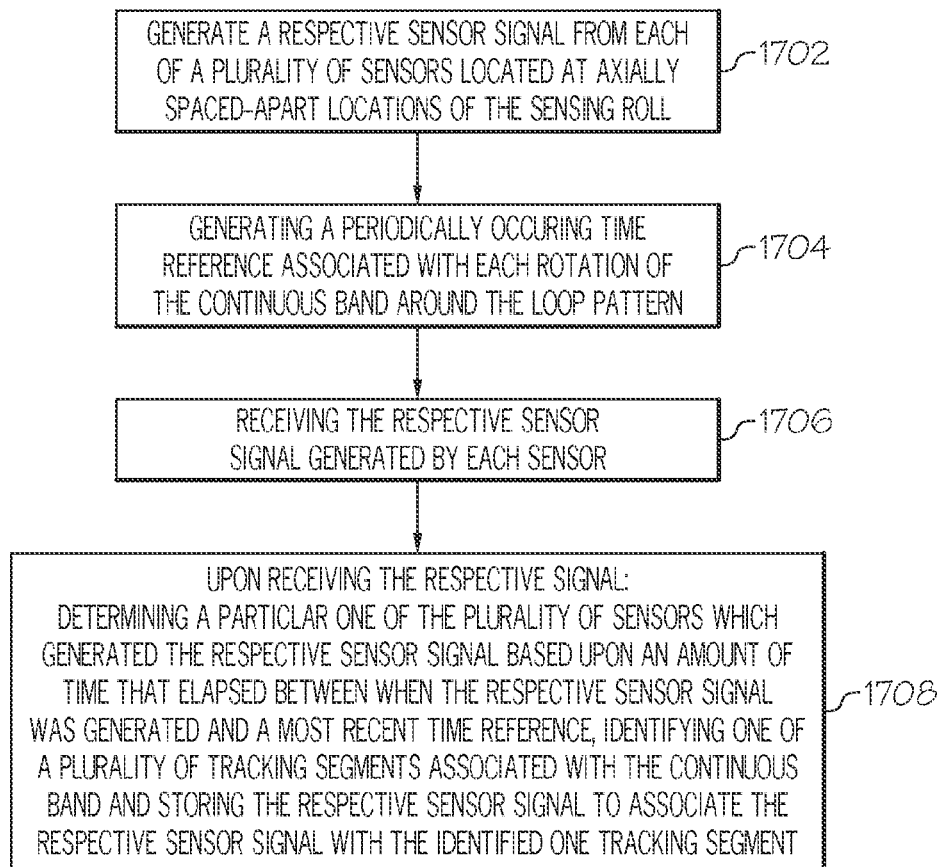 GENERATE A RESPECTIVE SENSOR SIGNAL FROM EACH
OF A PLURALITY OF SENSORS LOCATED AT AXIALLY
SPACED-APART LOCATIONS OF THE SENSING ROLL
1702
GENERATING A PERIODICALLY OCCURING TIME
REFERENCE ASSOCIATED WITH EACH ROTATION OF
THE CONTINUOUS BAND AROUND THE LOOP PATTERN
1704
RECEIVING THE RESPECTIVE SENSOR
SIGNAL GENERATED BY EACH SENSOR
1706
UPON RECEIVING THE RESPECTIVE SIGNAL:
DETERMINING A PARTICLAR ONE OF THE PLURALITY OF SENSORS WHICH
GENERATED THE RESPECTIVE SENSOR SIGNAL BASED UPON AN AMOUNT OF
TIME THAT ELAPSED BETWEEN WHEN THE RESPECTIVE SENSOR SIGNAL
WAS GENERATED AND A MOST RECENT TIME REFERENCE, IDENTIFYING ONE OF
A PLURALITY OF TRACKING SEGMENTS ASSOCIATED WITH THE CONTINUOUS
BAND AND STORING THE RESPECTIVE SENSOR SIGNAL TO ASSOCIATE THE
RESPECTIVE SENSOR SIGNAL WITH THE IDENTIFIED ONE TRACKING SEGMENT
1708